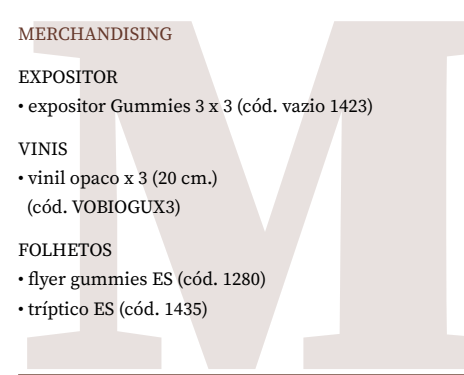 MERCHANDISING
EXPOSITOR
• expositor Gummies 3 x 3 (cód. vazio 1423)
VINIS
• vinil opaco x 3 (20 cm.)
(cód. VOBIOGUX3)
FOLHETOS
• flyer gummies ES (cód. 1280)
• tríptico ES (cód. 1435)
M